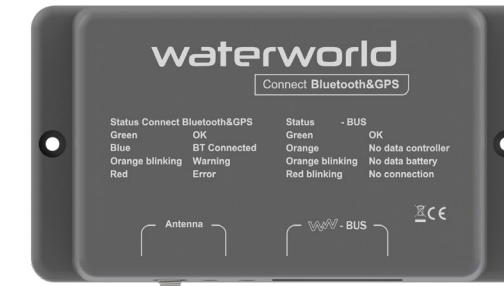 waterworld
Connect Bluetooth&GPS
Status Connect Bluetooth&GPS
Green OK
Blue BT Connected
Orange blinking Warning
Red Error
Status - BUS
Green OK
Orange No data controller
Orange blinking No data battery
Red blinking No connection
CE
Antenna
WW - BUS